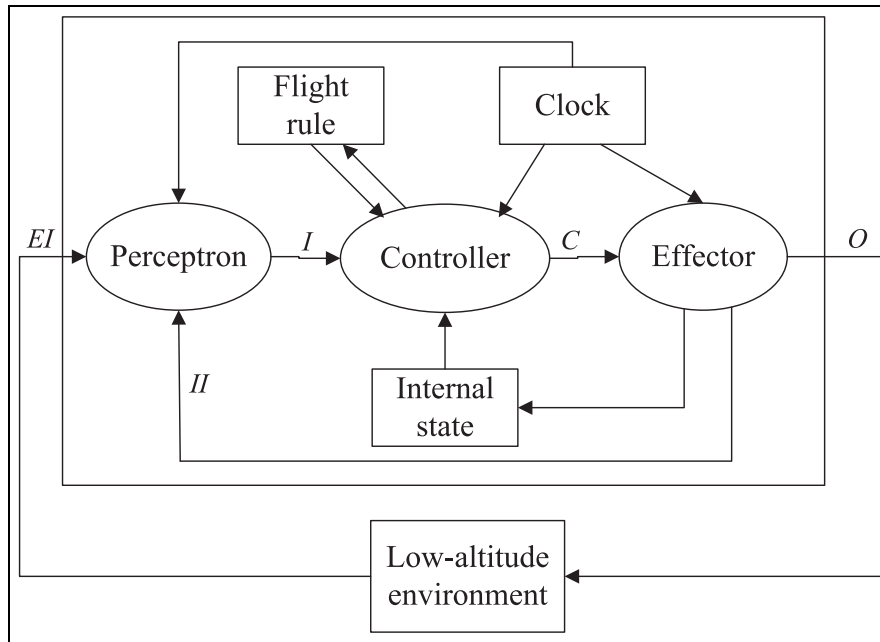 Flight
rule
Clock
EI
Perceptron
I
Controller
C
Effector
O
II
Internal
state
Low-altitude
environment